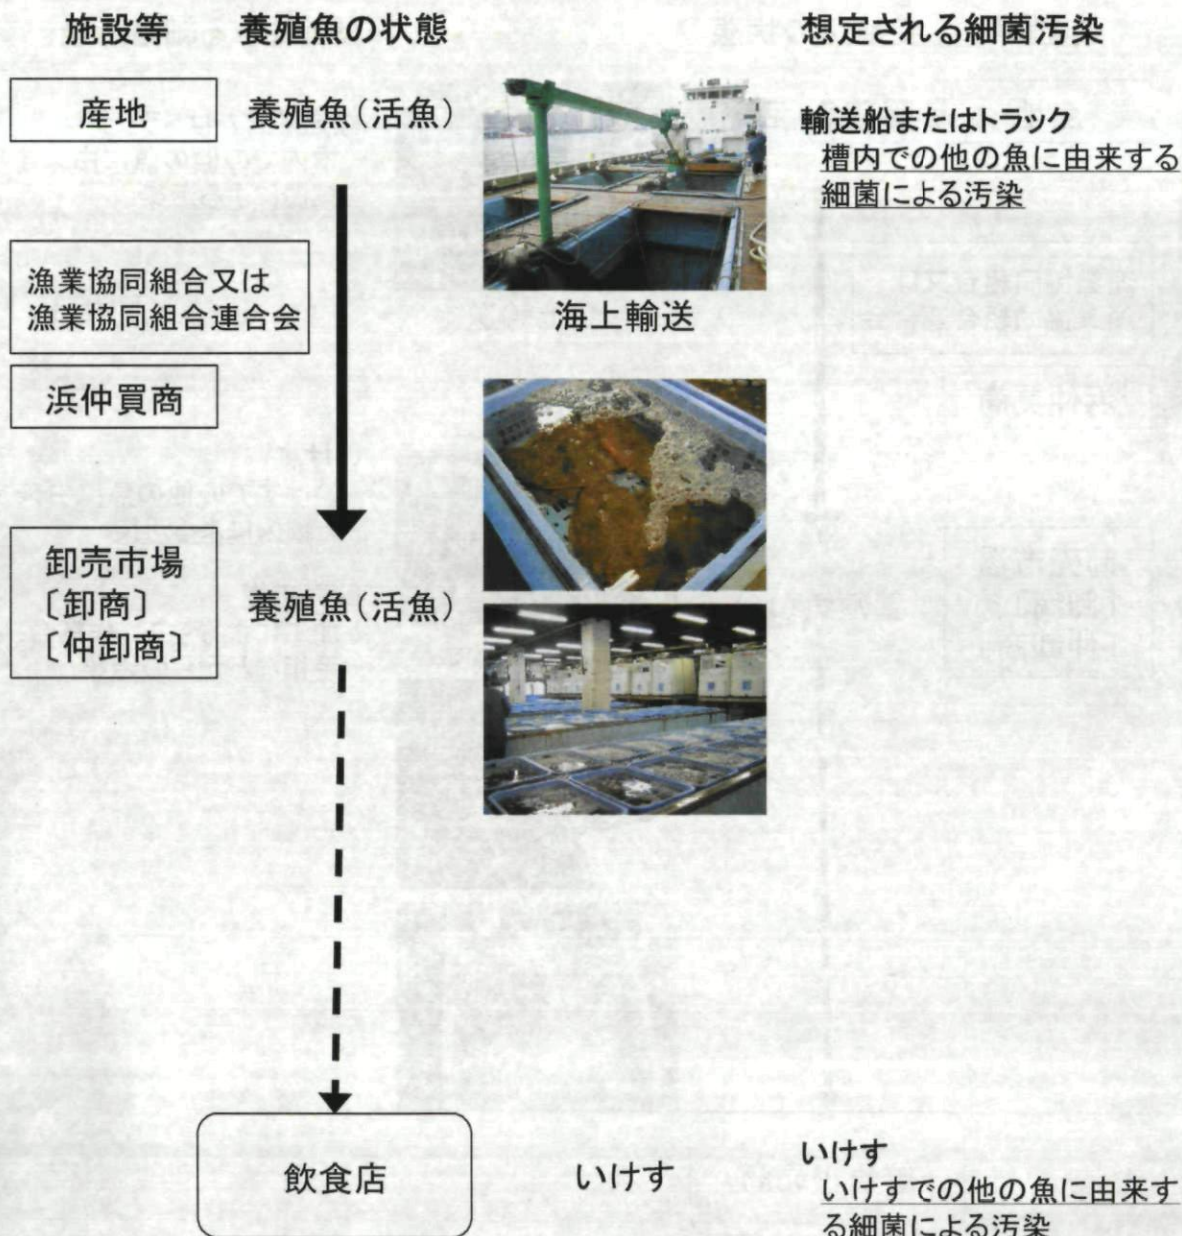 施設等 養殖魚の状態 想定される細菌汚染
産地
養殖魚(活魚)
輸送船またはトラック
槽内での他の魚に由来する
細菌による汚染
漁業協同組合又は
漁業協同組合連合会
海上輸送
浜仲買商
卸売市場
〔卸商〕
〔仲卸商〕
養殖魚(活魚)
飲食店
いけす
いけす
いけすでの他の魚に由来す
る細菌による汚染